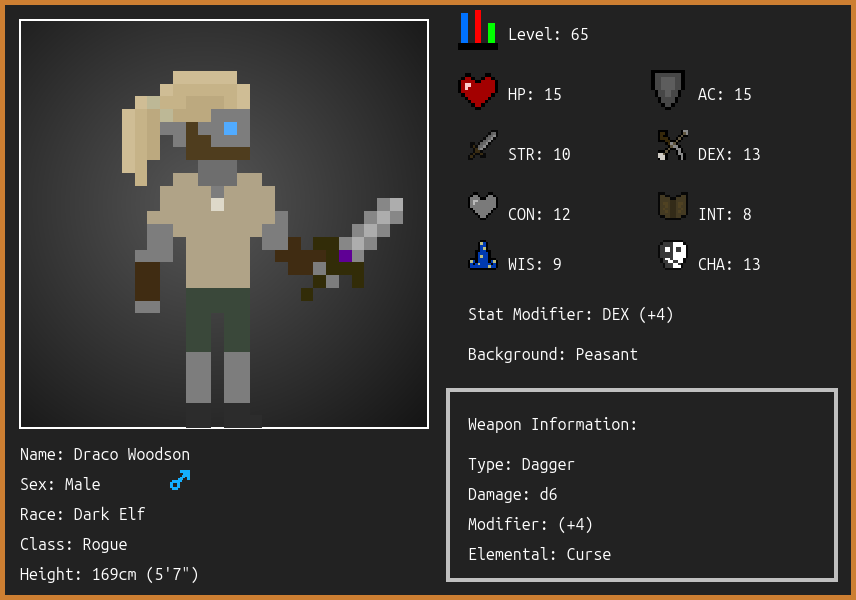 Level: 65
HP: 15
AC: 15
STR: 10
DEX: 13
CON: 12
INT: 8
WIS: 9
CHA: 13
Stat Modifier: DEX (+4)
Background: Peasant
Weapon Information:
Type: Dagger
Damage: d6
Modifier: (+4)
Elemental: Curse
Name: Draco Woodson
Sex: Male
Race: Dark Elf
Class: Rogue
Height: 169cm (5'7")